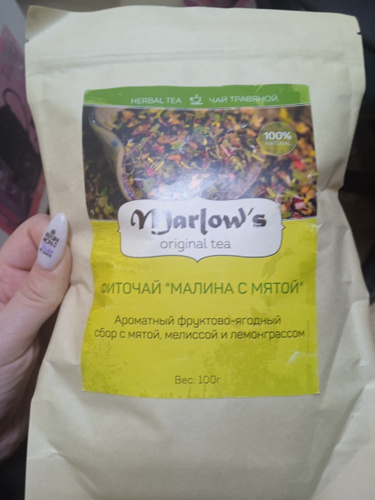 HERBAL TEA ЧАЙ ТРАВЯНОЙ
100%
NATURAL
Marlow's
original tea
ФИТОЧАЙ "МАЛИНА С МЯТОЙ"
Ароматный фруктово-ягодный
сбор с мятой, мелиссой и лемонграссом
Вес: 100г